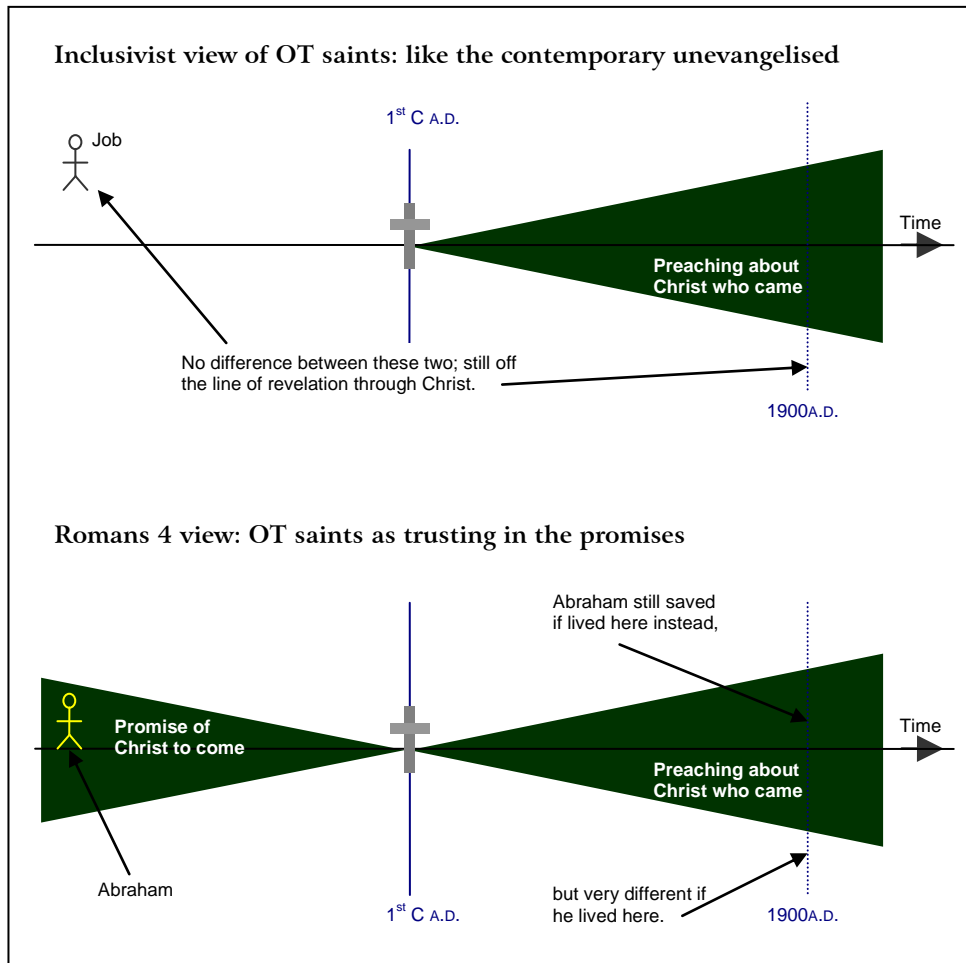 Inclusivist view of OT saints: like the contemporary unevangelised
1st C A.D.
Job
Time
Preaching about
Christ who came
No difference between these two; still off
the line of revelation through Christ.
1900A.D.
Romans 4 view: OT saints as trusting in the promises
Abraham still saved
if lived here instead,
Promise of
Christ to come
Time
Preaching about
Christ who came
Abraham
but very different if
he lived here.
1st C A.D.
1900A.D.